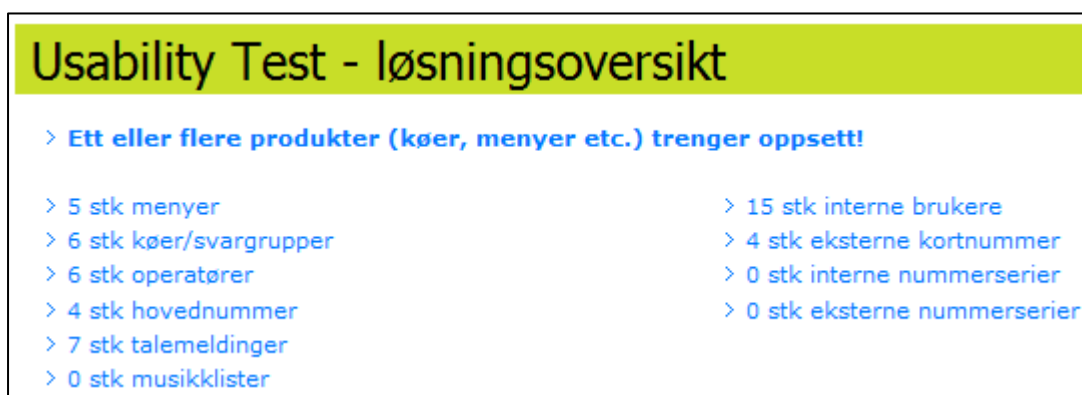 Usability Test - løsningsoversikt
> Ett eller flere produkter (køer, menyer etc.) trenger oppsett!
> 5 stk menyer
> 6 stk køer/svargrupper
> 6 stk operatører
> 4 stk hovednummer
> 7 stk talemeldinger
> 0 stk musikklister
> 15 stk interne brukere
> 4 stk eksterne kortnummer
> 0 stk interne nummerserier
> 0 stk eksterne nummerserier